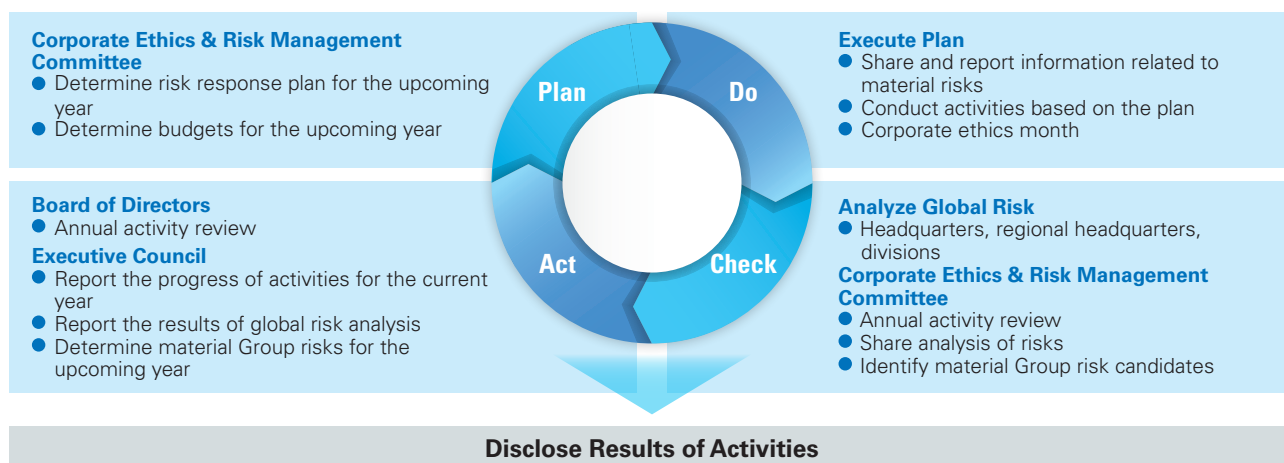 Corporate Ethics & Risk Management
Committee
● Determine risk response plan for the upcoming
year
● Determine budgets for the upcoming year
Plan
Do
Execute Plan
● Share and report information related to
material risks
● Conduct activities based on the plan
● Corporate ethics month
Board of Directors
● Annual activity review
Executive Council
● Report the progress of activities for the current
year
● Report the results of global risk analysis
● Determine material Group risks for the
upcoming year
Act
Check
Analyze Global Risk
● Headquarters, regional headquarters,
divisions
Corporate Ethics & Risk Management
Committee
● Annual activity review
● Share analysis of risks
● Identify material Group risk candidates
Disclose Results of Activities